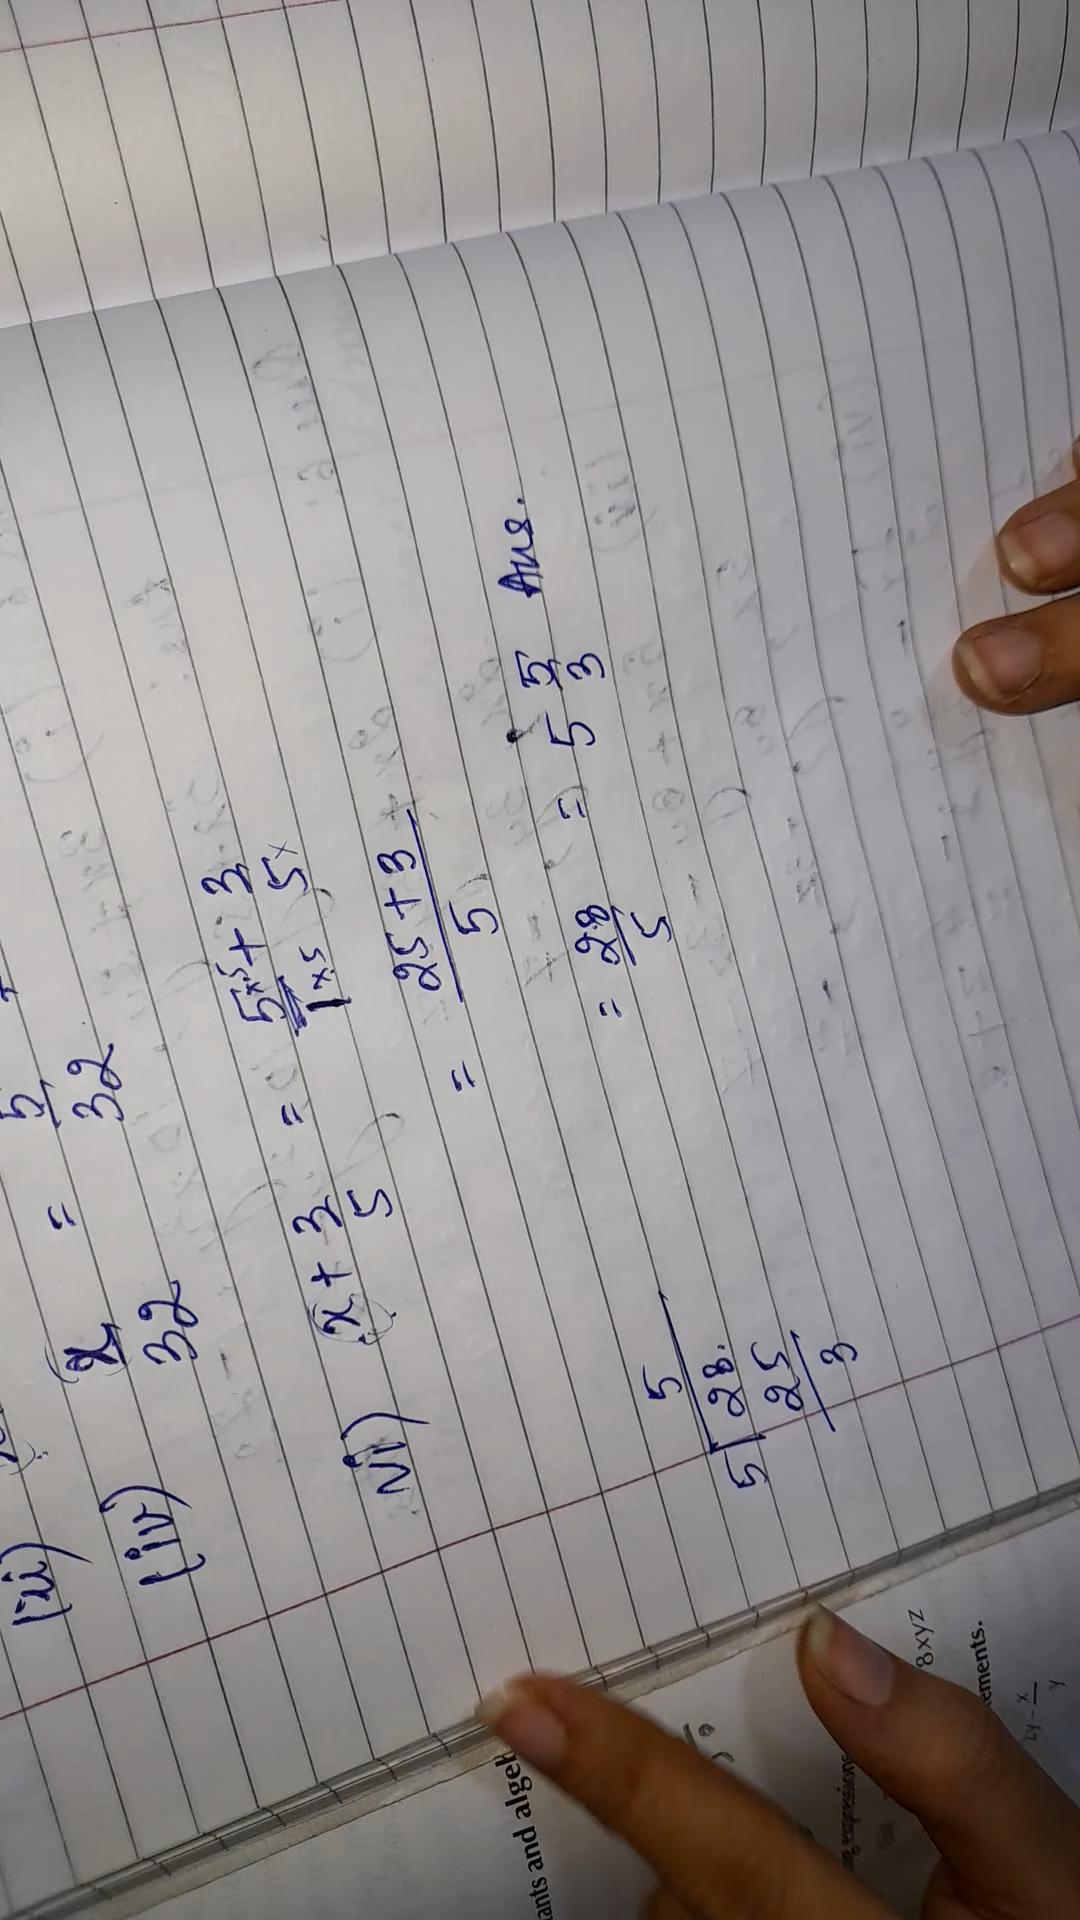 (iii)
(iv) x/32 = 5/32
vi) x + 3/5 = 5×5/1×5 + 3/5×
= 25+3/5
= 28/5 = 5 5/3 Ans.
5
5 28.
25
3
ants and algeb
8xyz
ements.
2y - x/y